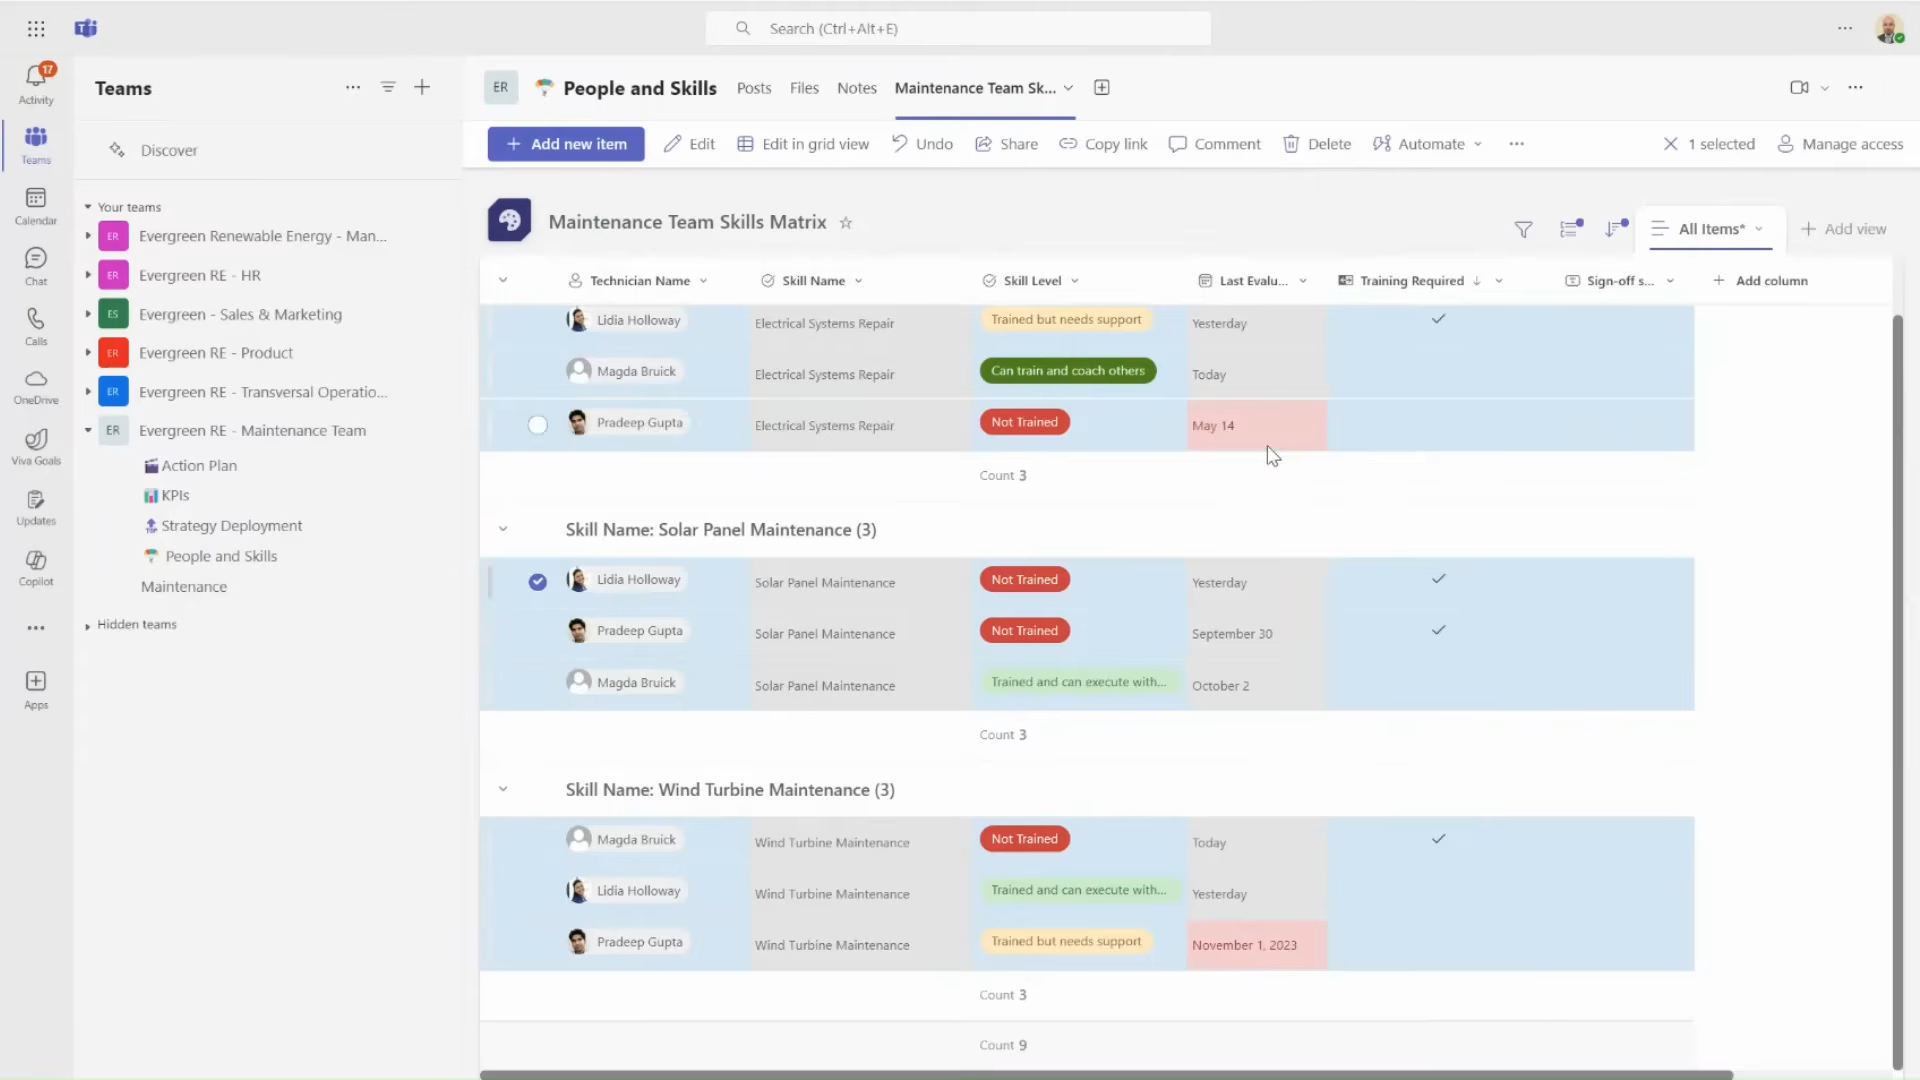 Search (Ctrl+Alt+E)
17
Activity
Teams
Calendar
Chat
Calls
OneDrive
Viva Goals
Updates
Copilot
Apps
Teams
Discover
Your teams
ER Evergreen Renewable Energy - Man...
ER Evergreen RE - HR
ES Evergreen - Sales & Marketing
ER Evergreen RE - Product
ER Evergreen RE - Transversal Operatio...
ER Evergreen RE - Maintenance Team
Action Plan
KPIs
Strategy Deployment
People and Skills
Maintenance
Hidden teams
ER People and Skills Posts Files Notes Maintenance Team Sk...
Add new item Edit Edit in grid view Undo Share Copy link Comment Delete Automate 1 selected Manage access
Maintenance Team Skills Matrix
All Items* Add view
Technician Name Skill Name Skill Level Last Evalu... Training Required Sign-off s... Add column
Lidia Holloway Electrical Systems Repair Trained but needs support Yesterday
Magda Bruick Electrical Systems Repair Can train and coach others Today
Pradeep Gupta Electrical Systems Repair Not Trained May 14
Count 3
Skill Name: Solar Panel Maintenance (3)
Lidia Holloway Solar Panel Maintenance Not Trained Yesterday
Pradeep Gupta Solar Panel Maintenance Not Trained September 30
Magda Bruick Solar Panel Maintenance Trained and can execute with... October 2
Count 3
Skill Name: Wind Turbine Maintenance (3)
Magda Bruick Wind Turbine Maintenance Not Trained Today
Lidia Holloway Wind Turbine Maintenance Trained and can execute with... Yesterday
Pradeep Gupta Wind Turbine Maintenance Trained but needs support November 1, 2023
Count 3
Count 9